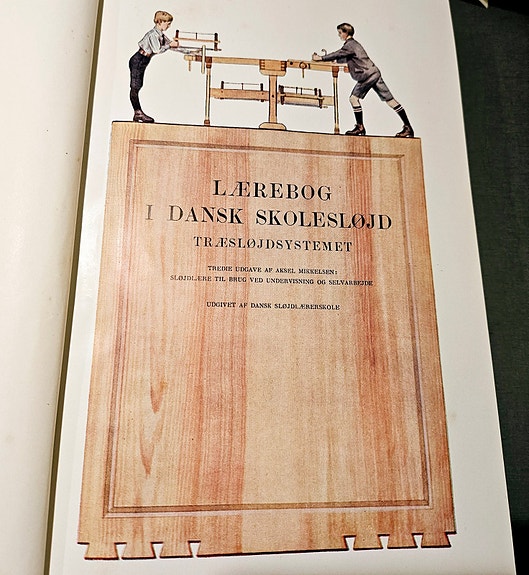 LÆREBOG
I DANSK SKOLESLØJD
TRÆSLØJDSYSTEMET
TREDIE UDGAVE AF AKSEL MIKKELSEN:
SLØJDLÆRE TIL BRUG VED UNDERVISNING OG SELVARBEJDE
UDGIVET AF DANSK SLØJDLÆRERSKOLE